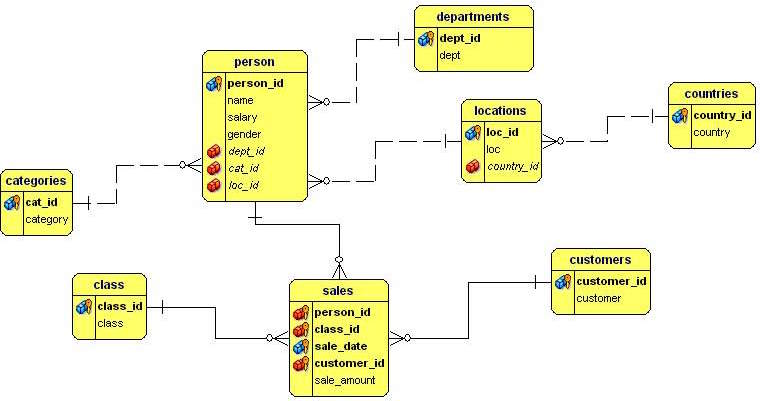 departments
dept_id
dept
person
person_id
name
salary
gender
dept_id
cat_id
loc_id
countries
country_id
country
locations
loc_id
loc
country_id
categories
cat_id
category
customers
customer_id
customer
class
class_id
class
sales
person_id
class_id
sale_date
customer_id
sale_amount